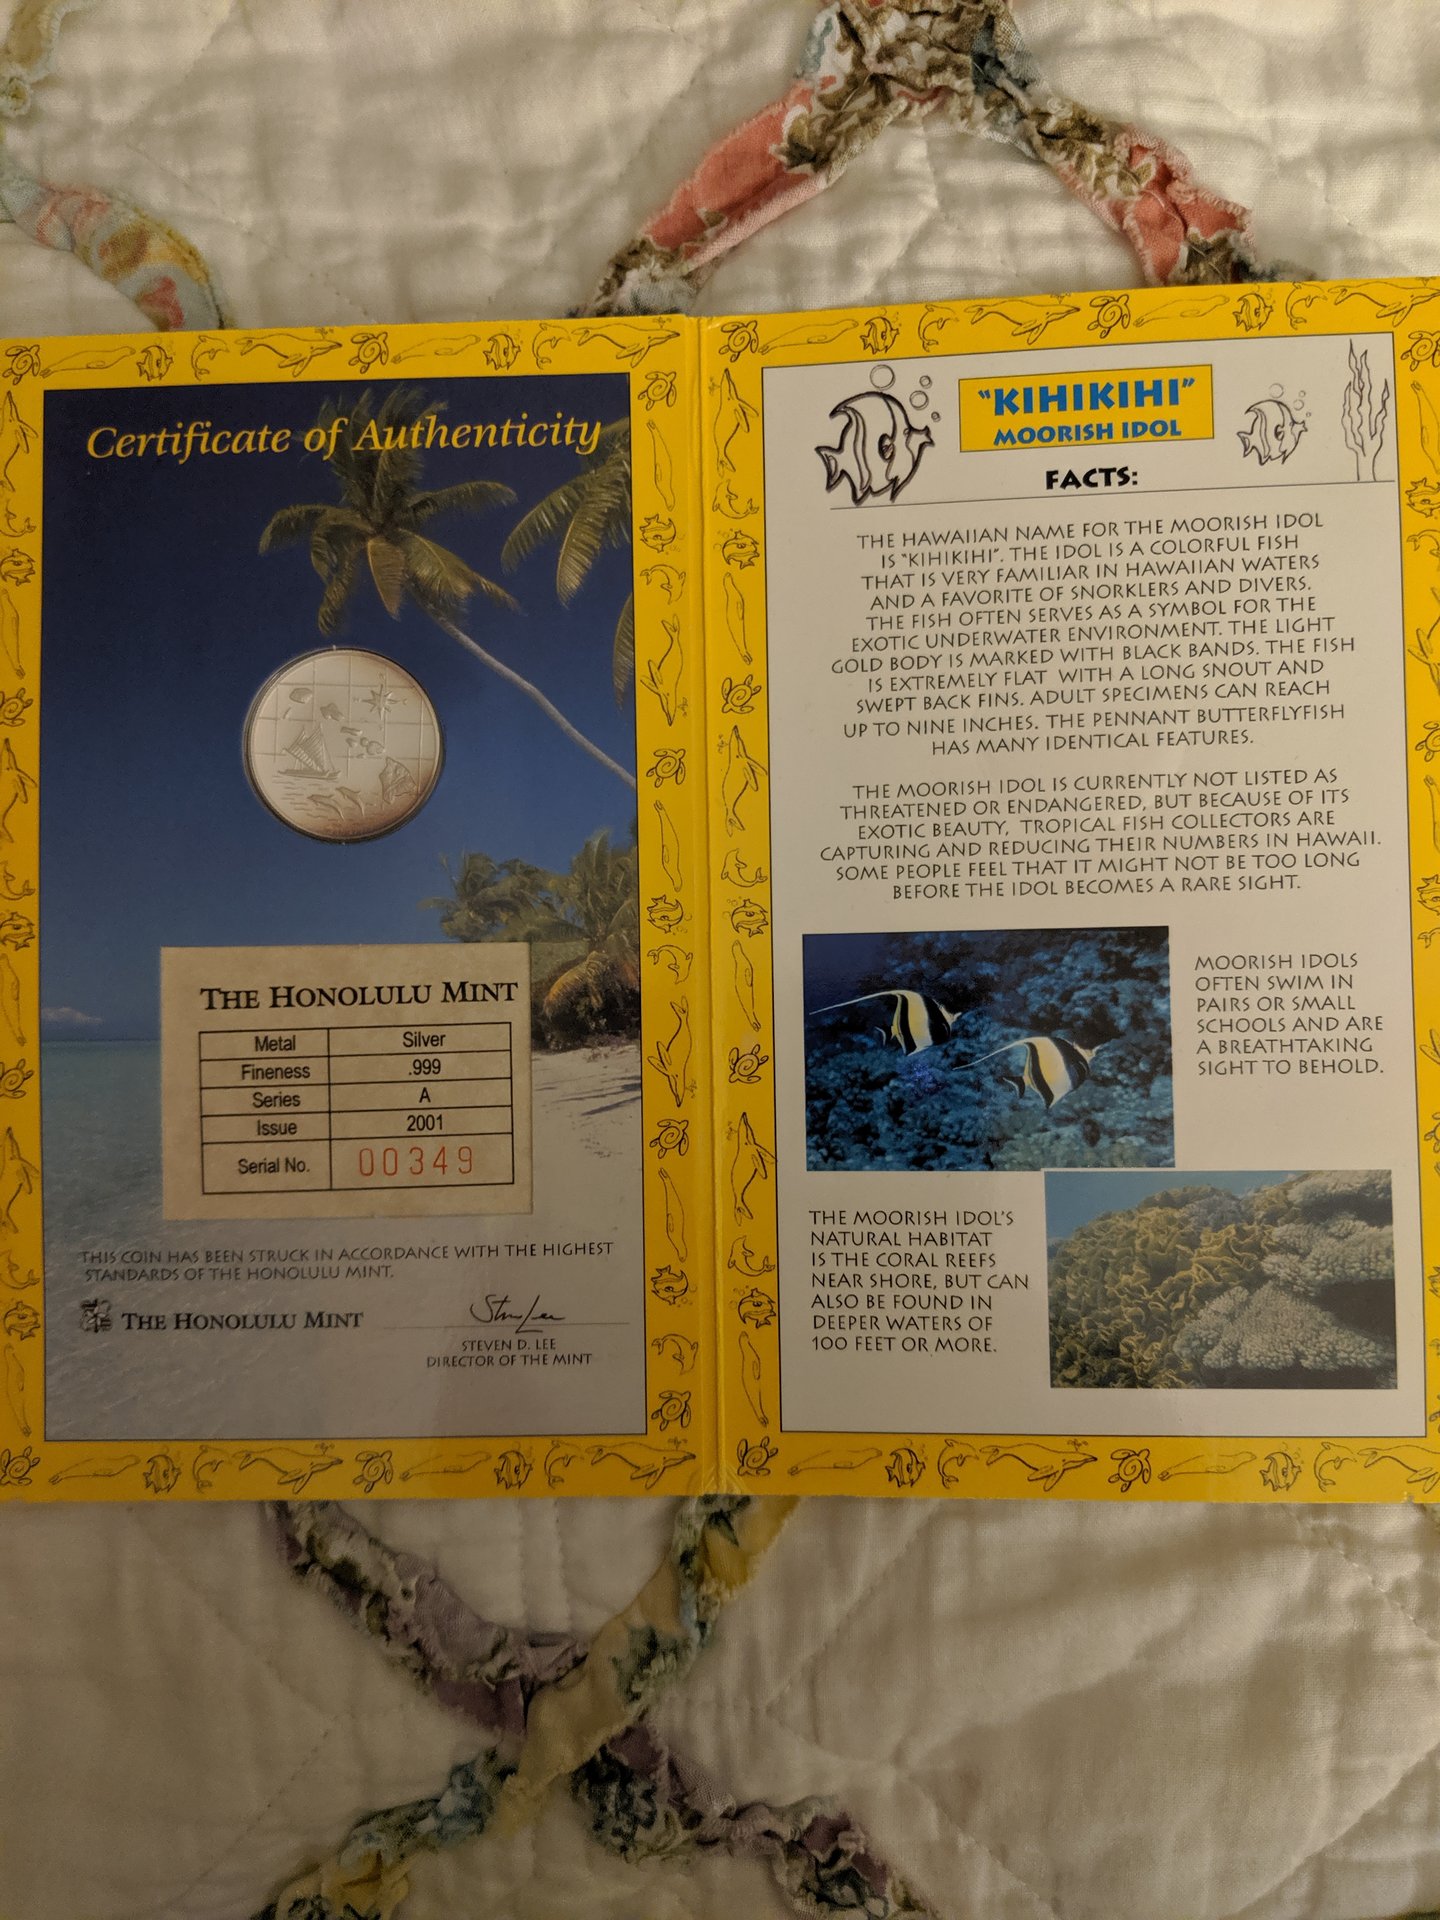 Certificate of Authenticity
THE HONOLULU MINT
Metal Silver
Fineness .999
Series A
Issue 2001
Serial No. 00349
THIS COIN HAS BEEN STRUCK IN ACCORDANCE WITH THE HIGHEST
STANDARDS OF THE HONOLULU MINT.
THE HONOLULU MINT
Steven Lee
STEVEN D. LEE
DIRECTOR OF THE MINT
"KIHIKIHI"
MOORISH IDOL
FACTS:
THE HAWAIIAN NAME FOR THE MOORISH IDOL
IS "KIHIKIHI". THE IDOL IS A COLORFUL FISH
THAT IS VERY FAMILIAR IN HAWAIIAN WATERS
AND A FAVORITE OF SNORKLERS AND DIVERS.
THE FISH OFTEN SERVES AS A SYMBOL FOR THE
EXOTIC UNDERWATER ENVIRONMENT. THE LIGHT
GOLD BODY IS MARKED WITH BLACK BANDS. THE FISH
IS EXTREMELY FLAT WITH A LONG SNOUT AND
SWEPT BACK FINS. ADULT SPECIMENS CAN REACH
UP TO NINE INCHES. THE PENNANT BUTTERFLYFISH
HAS MANY IDENTICAL FEATURES.
THE MOORISH IDOL IS CURRENTLY NOT LISTED AS
THREATENED OR ENDANGERED, BUT BECAUSE OF ITS
EXOTIC BEAUTY, TROPICAL FISH COLLECTORS ARE
CAPTURING AND REDUCING THEIR NUMBERS IN HAWAII.
SOME PEOPLE FEEL THAT IT MIGHT NOT BE TOO LONG
BEFORE THE IDOL BECOMES A RARE SIGHT.
MOORISH IDOLS
OFTEN SWIM IN
PAIRS OR SMALL
SCHOOLS AND ARE
A BREATHTAKING
SIGHT TO BEHOLD.
THE MOORISH IDOL'S
NATURAL HABITAT
IS THE CORAL REEFS
NEAR SHORE, BUT CAN
ALSO BE FOUND IN
DEEPER WATERS OF
100 FEET OR MORE.